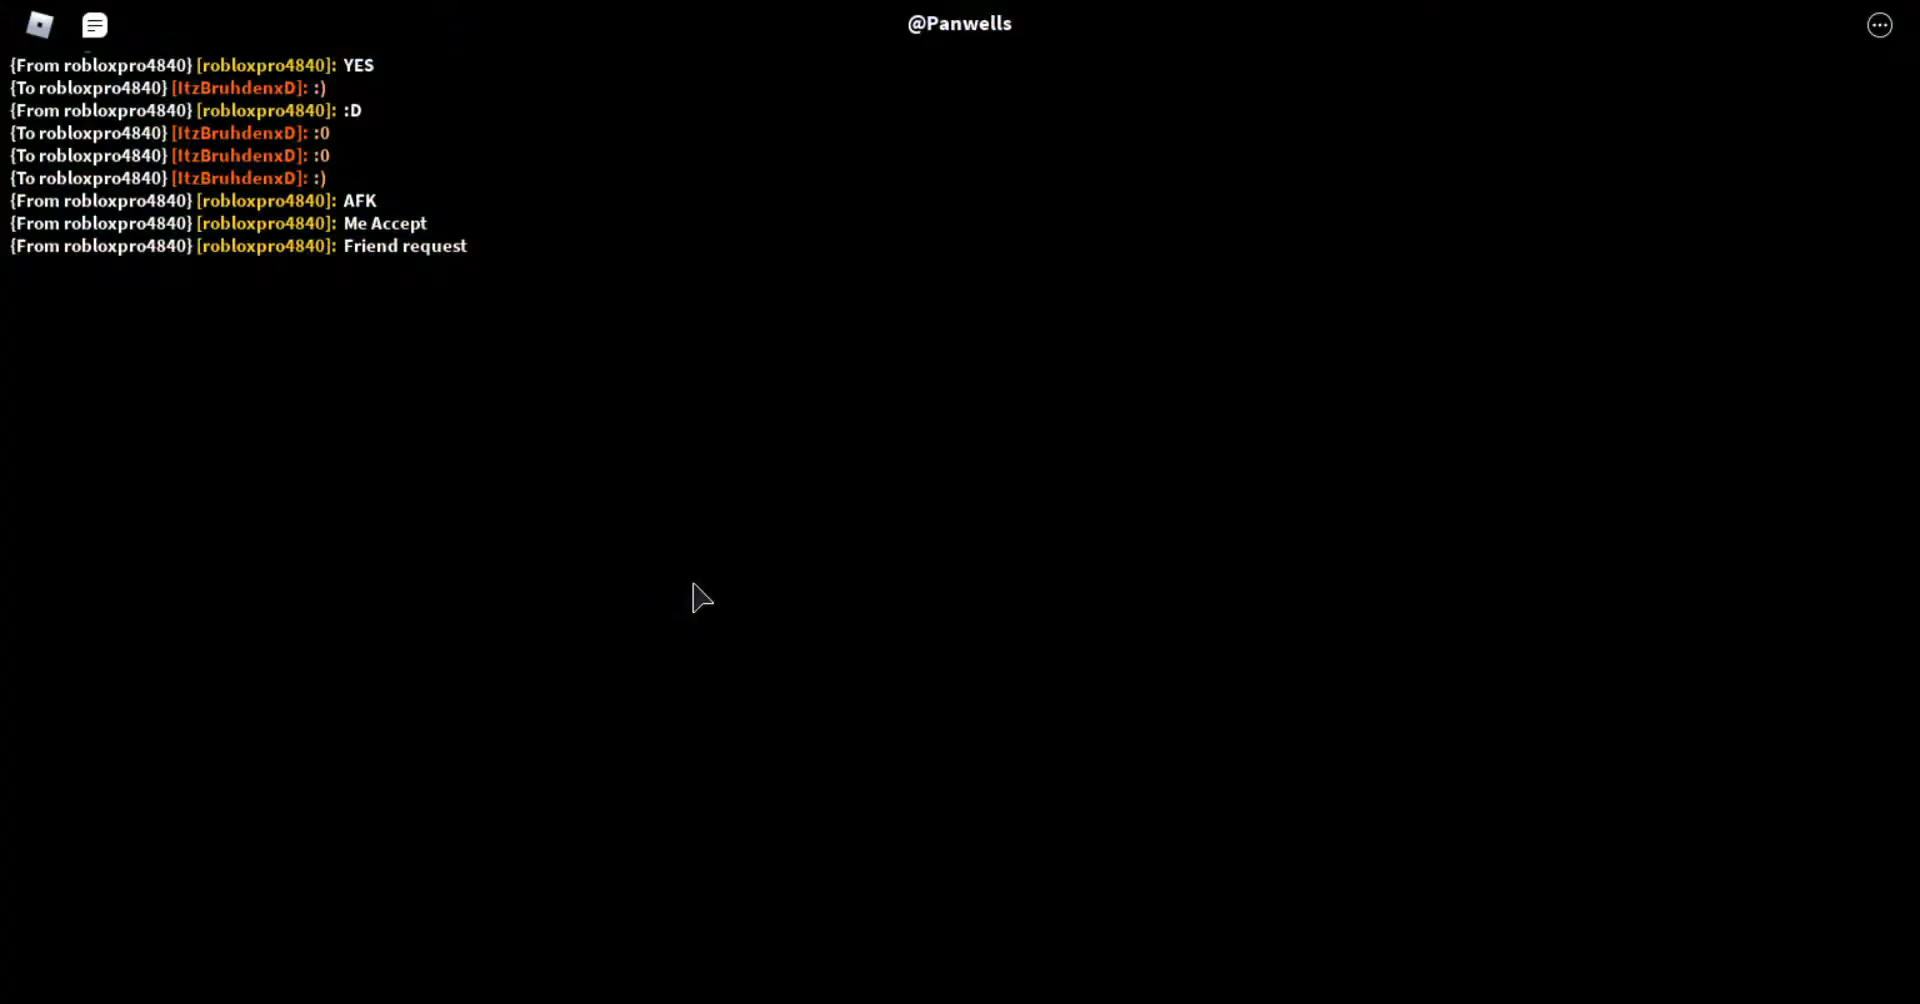 @Panwells
{From robloxpro4840} [robloxpro4840]: YES
{To robloxpro4840} [ItzBruhdenxD]: :)
{From robloxpro4840} [robloxpro4840]: :D
{To robloxpro4840} [ItzBruhdenxD]: :0
{To robloxpro4840} [ItzBruhdenxD]: :0
{To robloxpro4840} [ItzBruhdenxD]: :)
{From robloxpro4840} [robloxpro4840]: AFK
{From robloxpro4840} [robloxpro4840]: Me Accept
{From robloxpro4840} [robloxpro4840]: Friend request